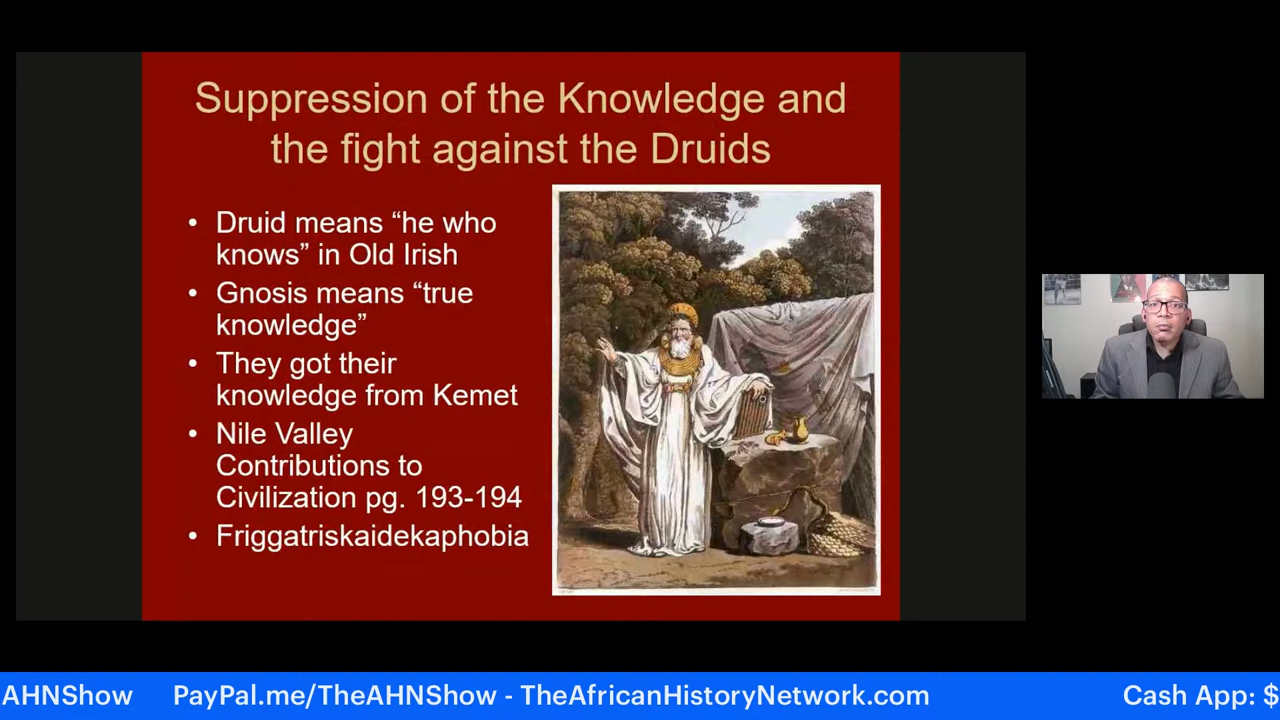 Suppression of the Knowledge and
the fight against the Druids
• Druid means “he who
knows” in Old Irish
• Gnosis means “true
knowledge”
• They got their
knowledge from Kemet
• Nile Valley
Contributions to
Civilization pg. 193-194
• Friggatriskaidekaphobia
AHNShow PayPal.me/TheAHNShow - TheAfricanHistoryNetwork.com Cash App: $